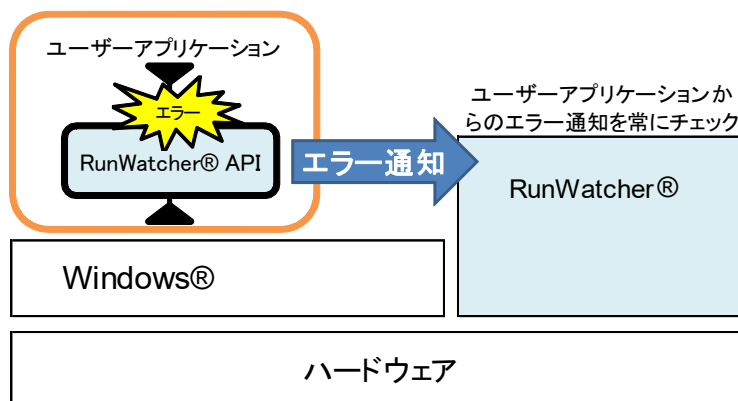 ユーザーアプリケーション
エラー
RunWatcher® API
エラー通知
ユーザーアプリケーションか
らのエラー通知を常にチェック
RunWatcher®
Windows®
ハードウェア